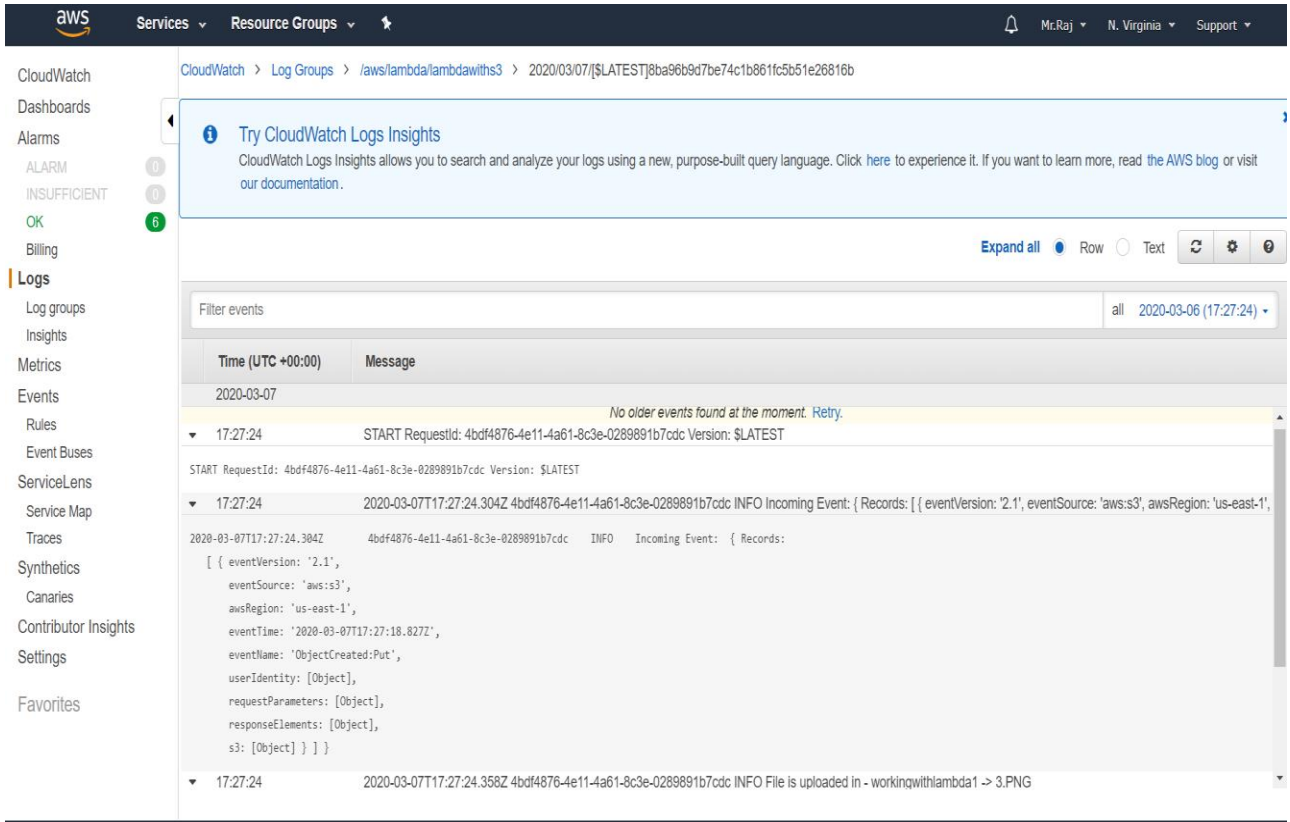 aws Services Resource Groups Mr.Raj N. Virginia Support
CloudWatch
Dashboards
Alarms
ALARM 0
INSUFFICIENT 0
OK 6
Billing
Logs
Log groups
Insights
Metrics
Events
Rules
Event Buses
ServiceLens
Service Map
Traces
Synthetics
Canaries
Contributor Insights
Settings
Favorites
CloudWatch > Log Groups > /aws/lambda/lambdawiths3 > 2020/03/07/[$LATEST]8ba96b9d7be74c1b861fc5b51e26816b
Try CloudWatch Logs Insights
CloudWatch Logs Insights allows you to search and analyze your logs using a new, purpose-built query language. Click here to experience it. If you want to learn more, read the AWS blog or visit
our documentation.
Expand all Row Text
Filter events all 2020-03-06 (17:27:24)
Time (UTC +00:00) Message
2020-03-07
No older events found at the moment. Retry.
17:27:24 START RequestId: 4bdf4876-4e11-4a61-8c3e-0289891b7cdc Version: $LATEST
START RequestId: 4bdf4876-4e11-4a61-8c3e-0289891b7cdc Version: $LATEST
17:27:24 2020-03-07T17:27:24.304Z 4bdf4876-4e11-4a61-8c3e-0289891b7cdc INFO Incoming Event: { Records: [ { eventVersion: '2.1', eventSource: 'aws:s3', awsRegion: 'us-east-1',
2020-03-07T17:27:24.304Z 4bdf4876-4e11-4a61-8c3e-0289891b7cdc INFO Incoming Event: { Records:
[ { eventVersion: '2.1',
eventSource: 'aws:s3',
awsRegion: 'us-east-1',
eventTime: '2020-03-07T17:27:18.827Z',
eventName: 'ObjectCreated:Put',
userIdentity: [Object],
requestParameters: [Object],
responseElements: [Object],
s3: [Object] } ] }
17:27:24 2020-03-07T17:27:24.358Z 4bdf4876-4e11-4a61-8c3e-0289891b7cdc INFO File is uploaded in - workingwithlambda1 -> 3.PNG